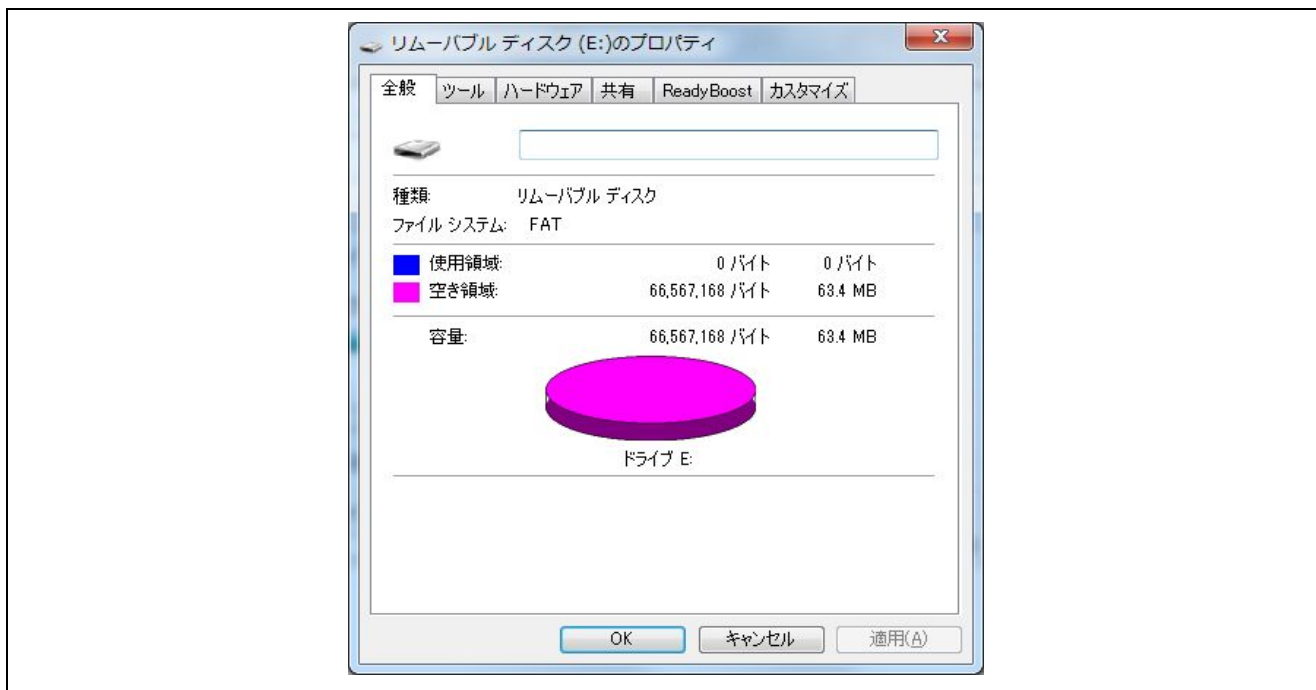 リムーバブル ディスク (E:)のプロパティ
x
全般 ツール ハードウェア 共有 ReadyBoost カスタマイズ
種類: リムーバブル ディスク
ファイル システム: FAT
使用領域: 0 バイト 0 バイト
空き領域: 66,567,168 バイト 63.4 MB
容量: 66,567,168 バイト 63.4 MB
ドライブ E:
OK キャンセル 適用(A)